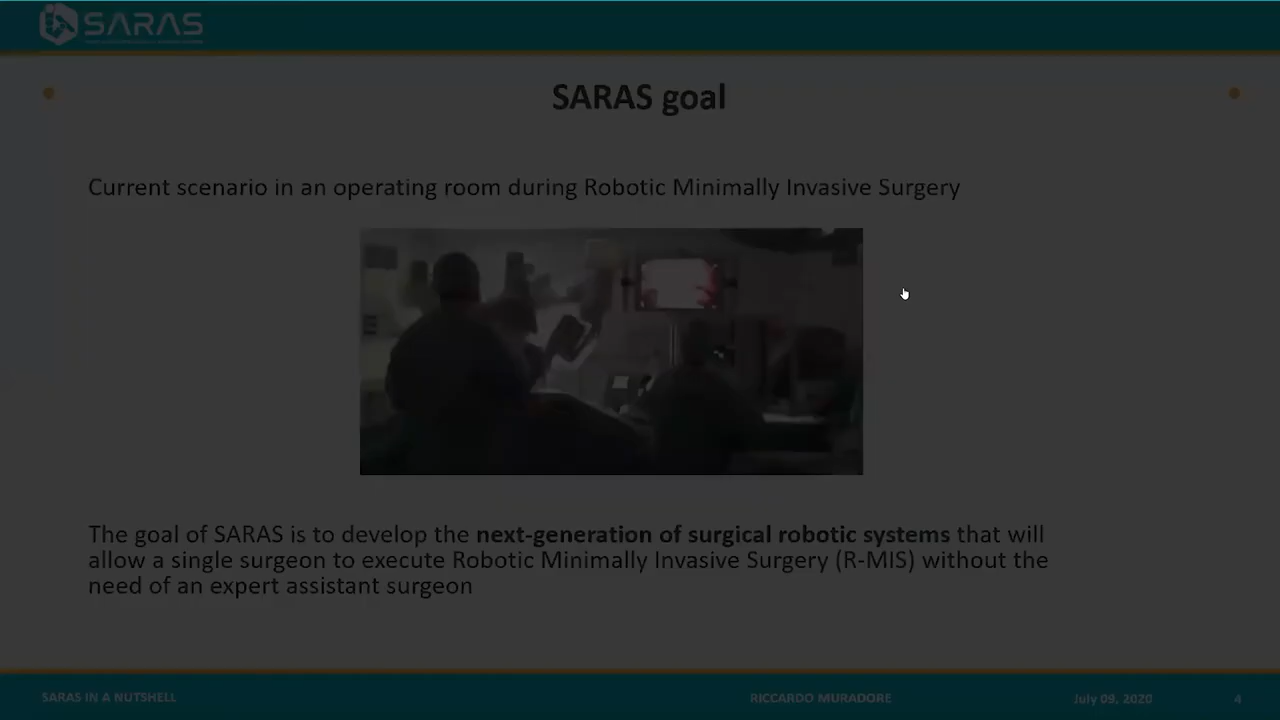 SARAS
SARAS goal
Current scenario in an operating room during Robotic Minimally Invasive Surgery
The goal of SARAS is to develop the next-generation of surgical robotic systems that will
allow a single surgeon to execute Robotic Minimally Invasive Surgery (R-MIS) without the
need of an expert assistant surgeon
SARAS IN A NUTSHELL
RICCARDO MURADORE
July 09, 2020
4